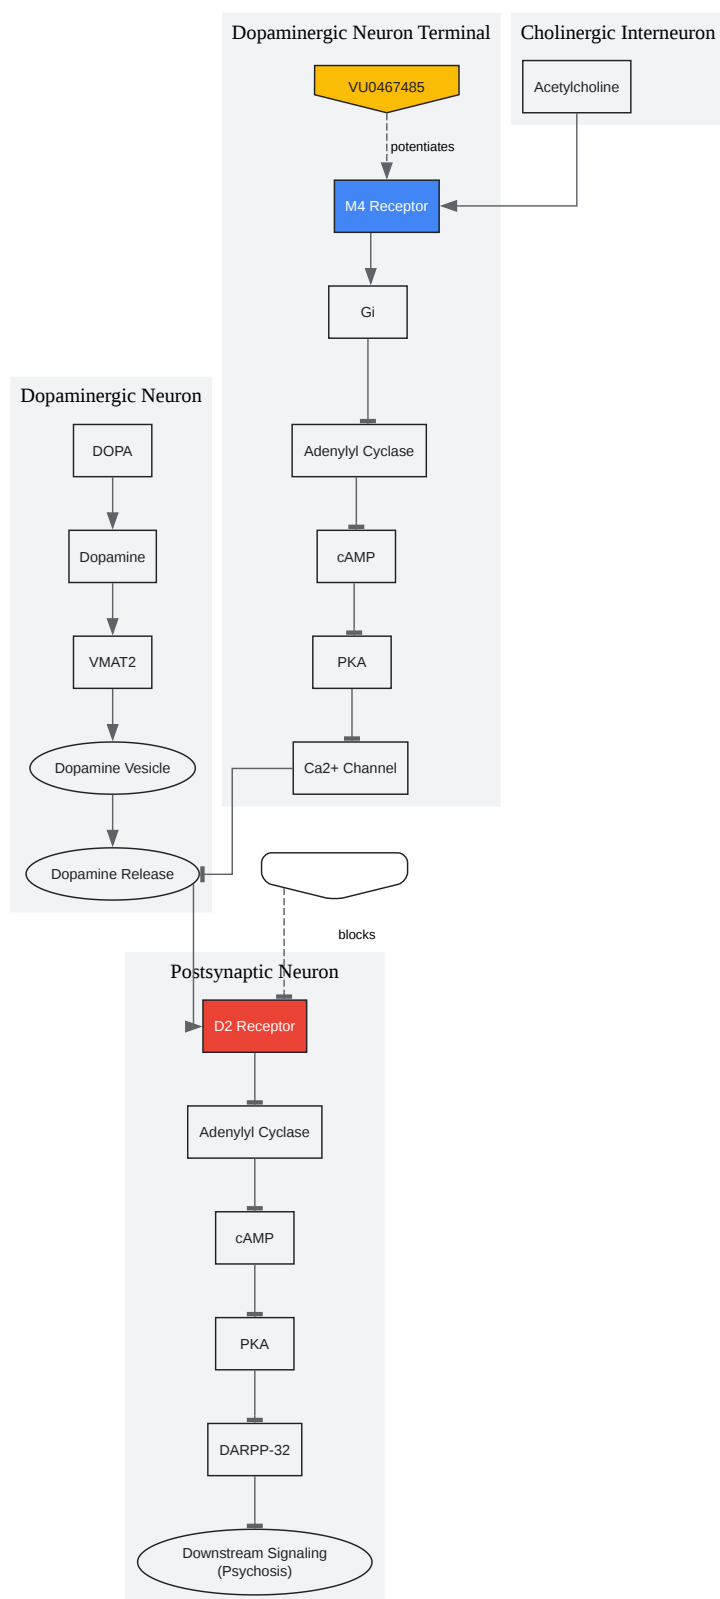 Dopaminergic Neuron Terminal
Cholinergic Interneuron
VU0467485
Acetylcholine
potentiates
M4 Receptor
Gi
Adenylyl Cyclase
cAMP
PKA
Ca2+ Channel
Dopaminergic Neuron
DOPA
Dopamine
VMAT2
Dopamine Vesicle
Dopamine Release
blocks
Postsynaptic Neuron
D2 Receptor
Adenylyl Cyclase
cAMP
PKA
DARPP-32
Downstream Signaling
(Psychosis)